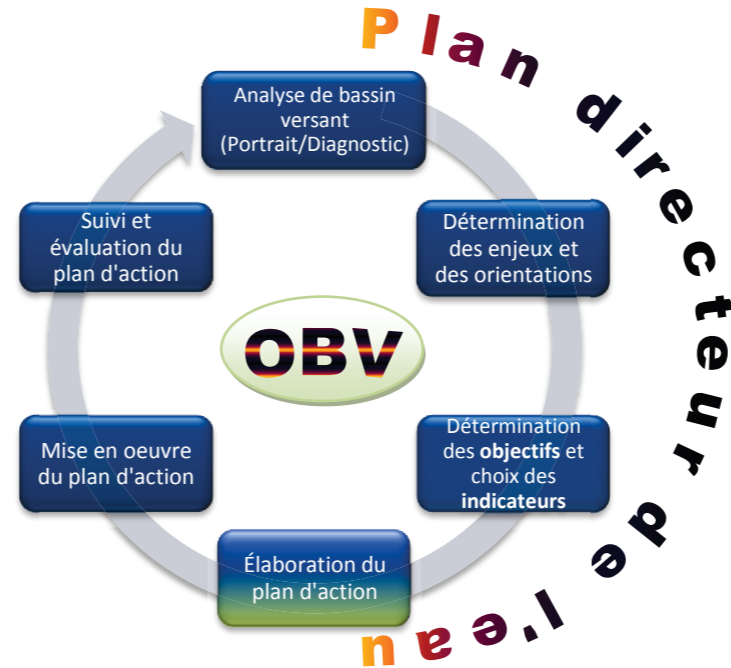 Plan directeur de l'eau
Analyse de bassin
versant
(Portrait/Diagnostic)
Détermination
des enjeux et
des orientations
Détermination
des objectifs et
choix des
indicateurs
Élaboration du
plan d'action
Mise en oeuvre
du plan d'action
Suivi et
évaluation du
plan d'action
OBV